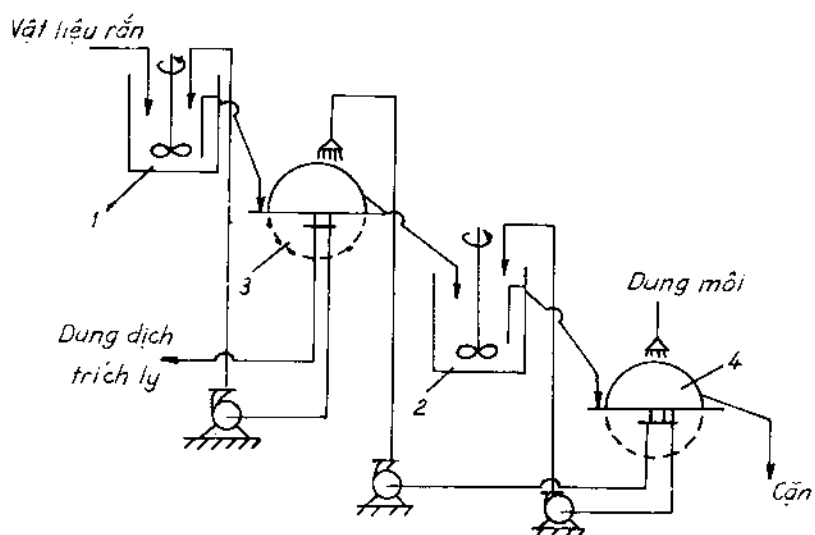 Vật liệu rắn
1
3
Dung dịch
trích ly
2
Dung môi
4
Cặn